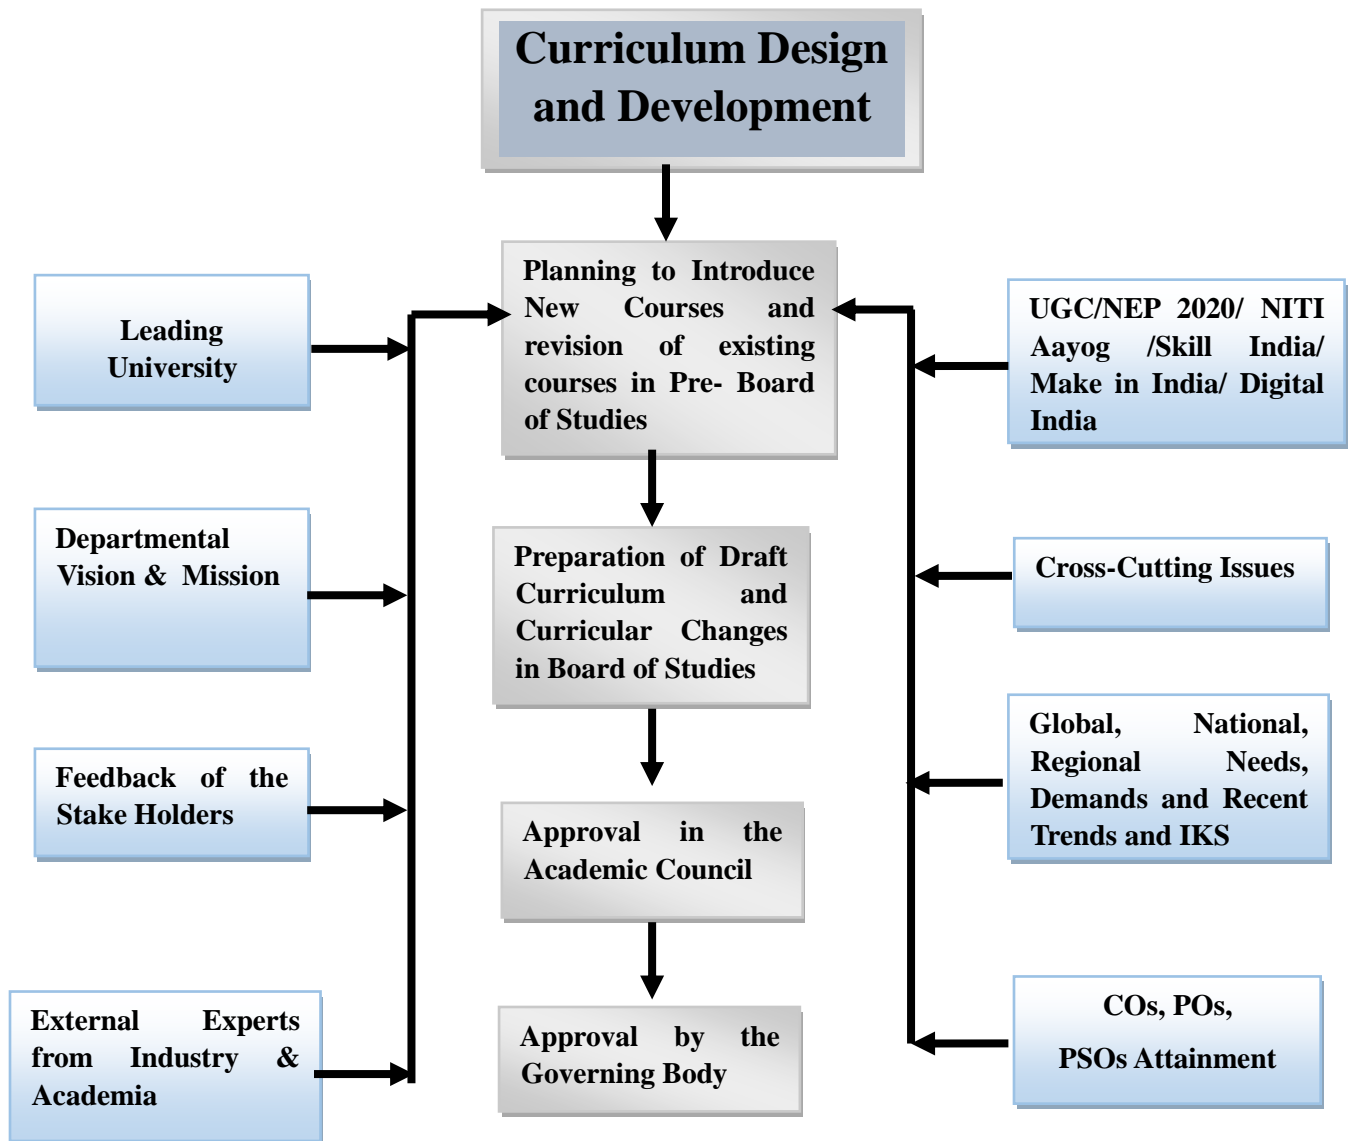 Curriculum Design
and Development
Planning to Introduce
New Courses and
revision of existing
courses in Pre- Board
of Studies
Leading
University
UGC/NEP 2020/ NITI
Aayog /Skill India/
Make in India/ Digital
India
Departmental
Vision & Mission
Preparation of Draft
Curriculum and
Curricular Changes
in Board of Studies
Cross-Cutting Issues
Feedback of the
Stake Holders
Global, National,
Regional Needs,
Demands and Recent
Trends and IKS
Approval in the
Academic Council
External Experts
from Industry &
Academia
Approval by the
Governing Body
COs, POs,
PSOs Attainment